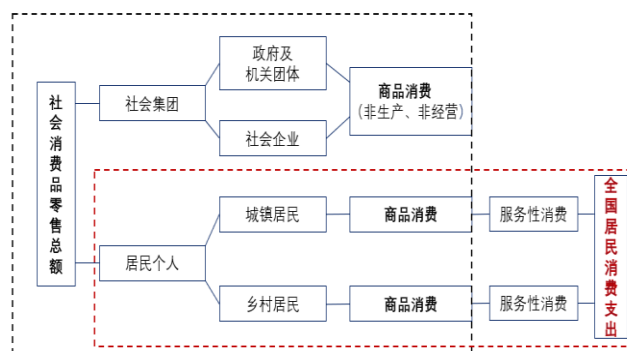 社会消费品零售总额
社会集团
政府及
机关团体
社会企业
商品消费
（非生产、非经营）
居民个人
城镇居民
商品消费
服务性消费
乡村居民
商品消费
服务性消费
全国居民消费支出